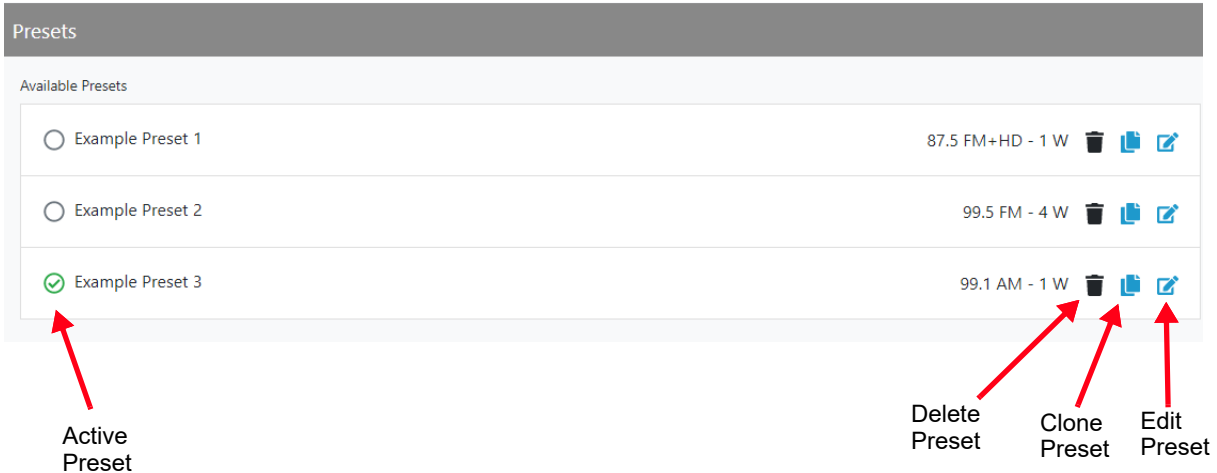 Presets
Available Presets
Example Preset 1 87.5 FM+HD - 1 W
Example Preset 2 99.5 FM - 4 W
Example Preset 3 99.1 AM - 1 W
Active
Preset
Delete
Preset
Clone
Preset
Edit
Preset